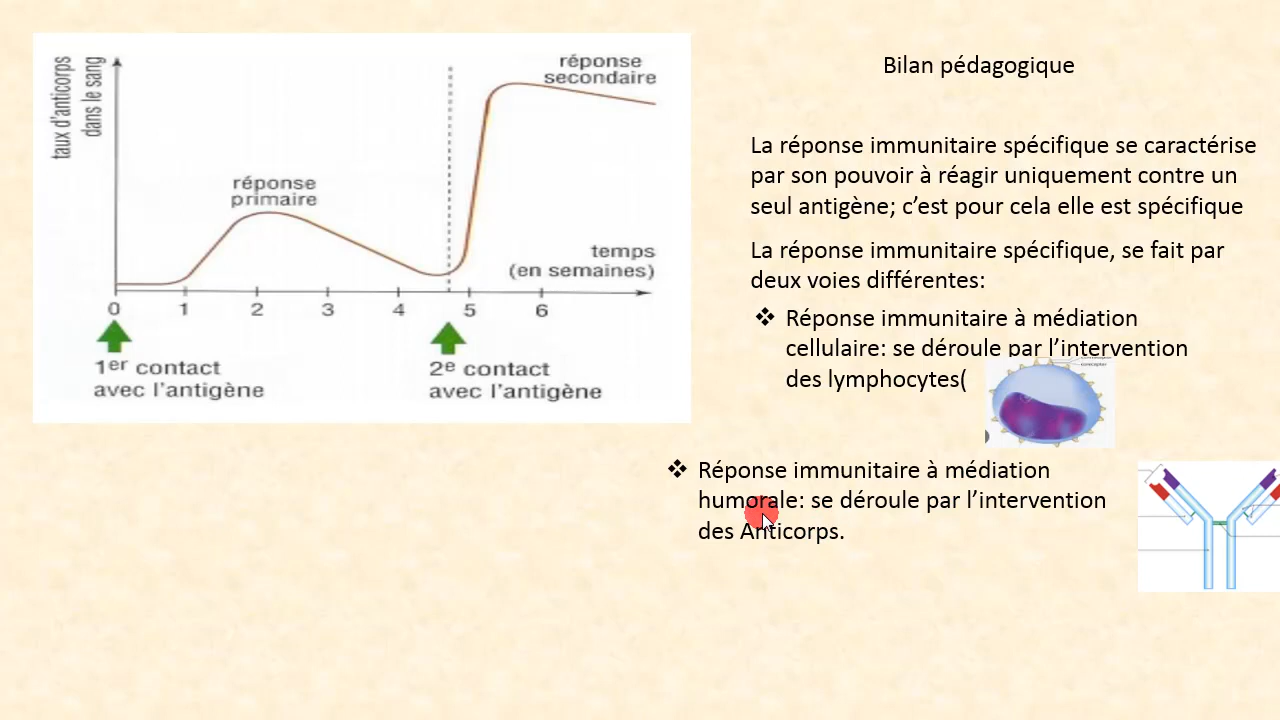 taux d'anticorps
dans le sang
réponse
secondaire
réponse
primaire
temps
(en semaines)
0 1 2 3 4 5 6
1er contact
avec l'antigène
2e contact
avec l'antigène
Bilan pédagogique
La réponse immunitaire spécifique se caractérise
par son pouvoir à réagir uniquement contre un
seul antigène; c'est pour cela elle est spécifique
La réponse immunitaire spécifique, se fait par
deux voies différentes:
❖ Réponse immunitaire à médiation
cellulaire: se déroule par l'intervention
des lymphocytes(
❖ Réponse immunitaire à médiation
humorale: se déroule par l'intervention
des Anticorps.